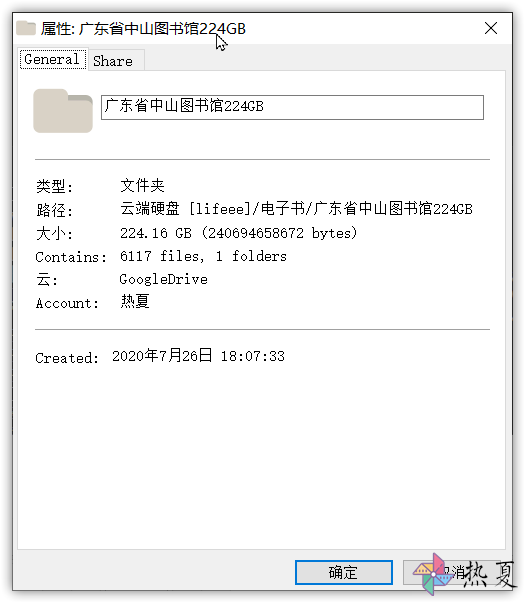 属性: 广东省中山图书馆224GB
General Share
广东省中山图书馆224GB
类型: 文件夹
路径: 云端硬盘 [lifeee]/电子书/广东省中山图书馆224GB
大小: 224.16 GB (240694658672 bytes)
Contains: 6117 files, 1 folders
云: GoogleDrive
Account: 热夏
Created: 2020年7月26日 18:07:33
确定 取消
热夏